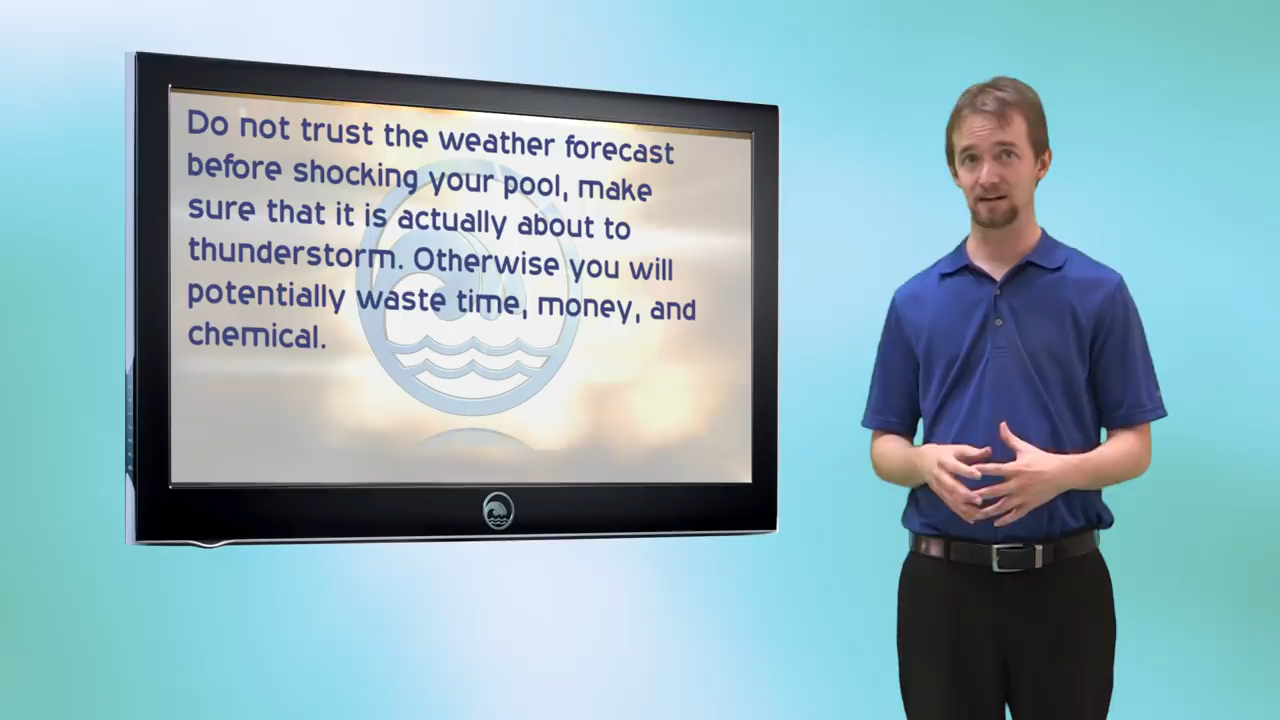 Do not trust the weather forecast
before shocking your pool, make
sure that it is actually about to
thunderstorm. Otherwise you will
potentially waste time, money, and
chemical.